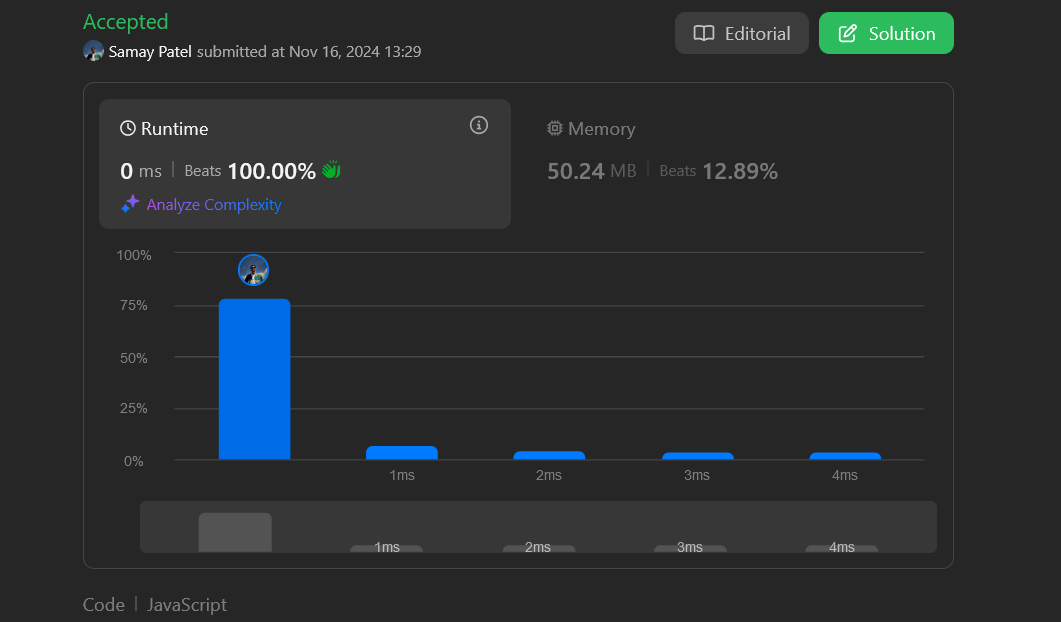 Accepted
Editorial
Solution
Samay Patel submitted at Nov 16, 2024 13:29
Runtime
Memory
0 ms | Beats 100.00%
50.24 MB | Beats 12.89%
Analyze Complexity
100%
75%
50%
25%
0%
1ms 2ms 3ms 4ms
1ms 2ms 3ms 4ms
Code | JavaScript